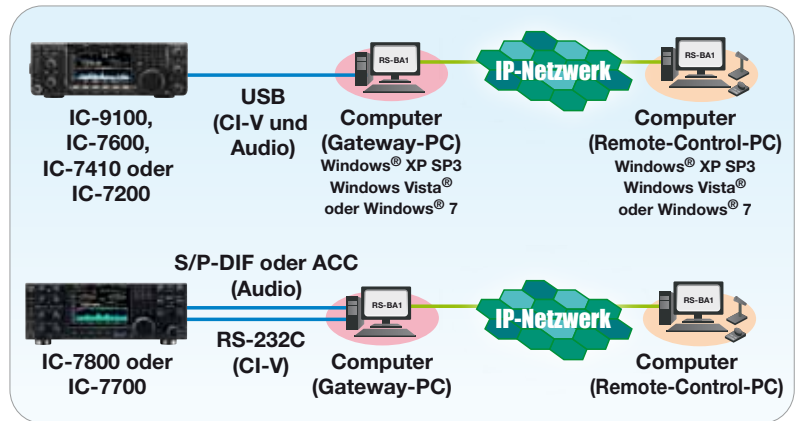 RS-BA1
RS-BA1
IP-Netzwerk
USB
(CI-V und
Audio)
IC-9100,
IC-7600,
IC-7410 oder
IC-7200
Computer
(Gateway-PC)
Windows® XP SP3
Windows Vista®
oder Windows® 7
Computer
(Remote-Control-PC)
Windows® XP SP3
Windows Vista®
oder Windows® 7
S/P-DIF oder ACC
(Audio)
RS-BA1
RS-BA1
IP-Netzwerk
RS-232C
(CI-V)
IC-7800 oder
IC-7700
Computer
(Gateway-PC)
Computer
(Remote-Control-PC)